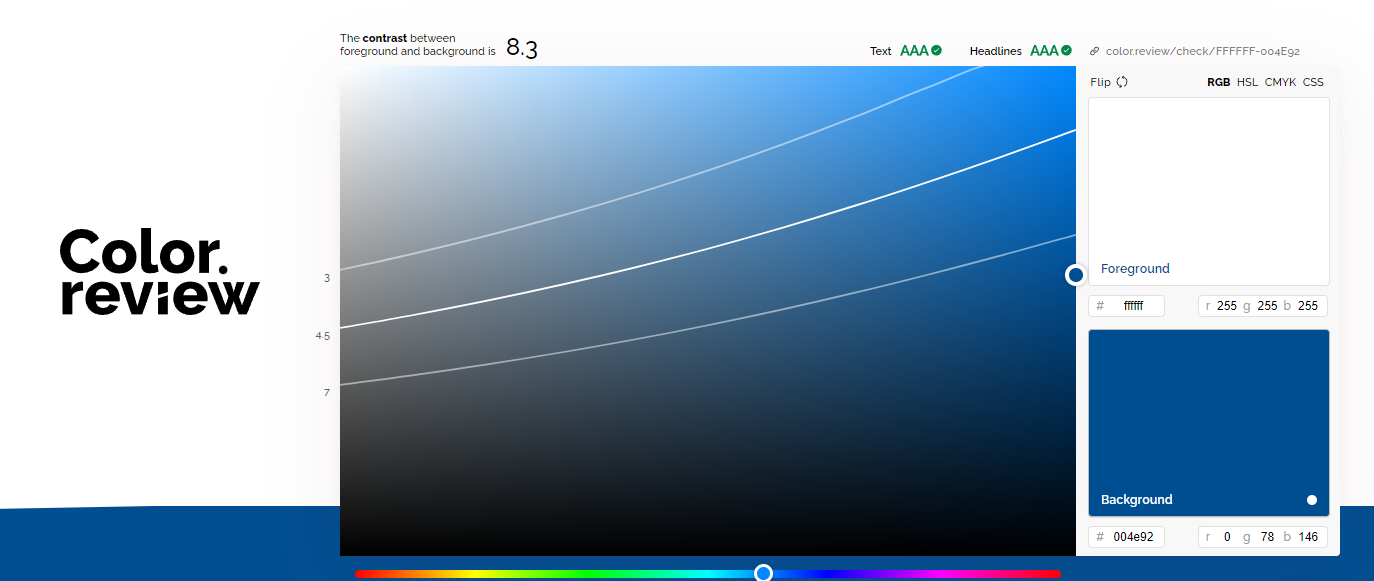 The contrast between
foreground and background is 8.3
Text AAA
Headlines AAA
color.review/check/FFFFFF-004E92
Flip
RGB HSL CMYK CSS
Color.
review
3
4.5
7
Foreground
# ffffff
r 255 g 255 b 255
Background
# 004e92
r 0 g 78 b 146